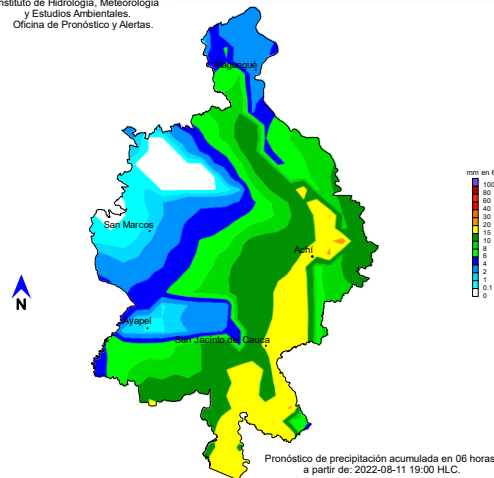 Instituto de Hidrología, Meteorología
y Estudios Ambientales.
Oficina de Pronóstico y Alertas.
Magangué
San Marcos
Achí
Ayapel
San Jacinto del Cauca
N
mm en 6
100
80
60
40
30
20
15
10
8
6
4
2
1
0.1
0
Pronóstico de precipitación acumulada en 06 horas
a partir de: 2022-08-11 19:00 HLC.